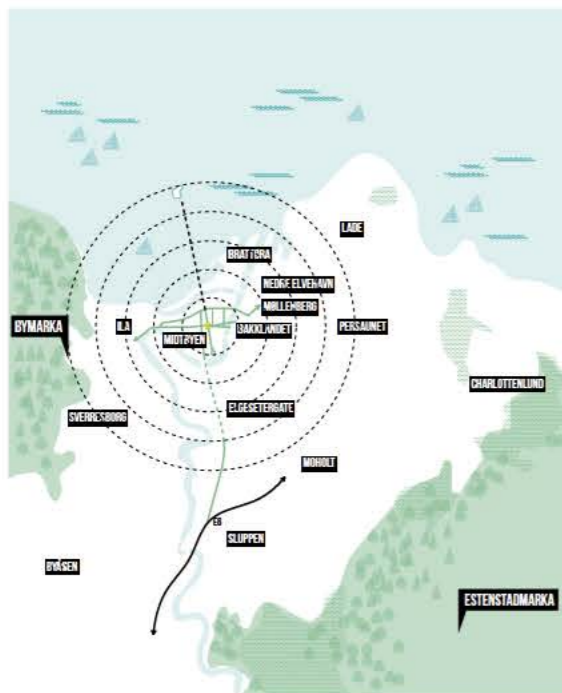 LADE
BRATTØRA
NEDRE ELVEHAVN
MØLLENBERG
BYMARKA
ILA
BAKKLANDET
PERSAUNET
MIDTBYEN
CHARLOTTENLUND
SVERRESBORG
ELGESETERGATE
MOHOLT
E6
SLUPPEN
BYÅSEN
ESTENSTADMARKA